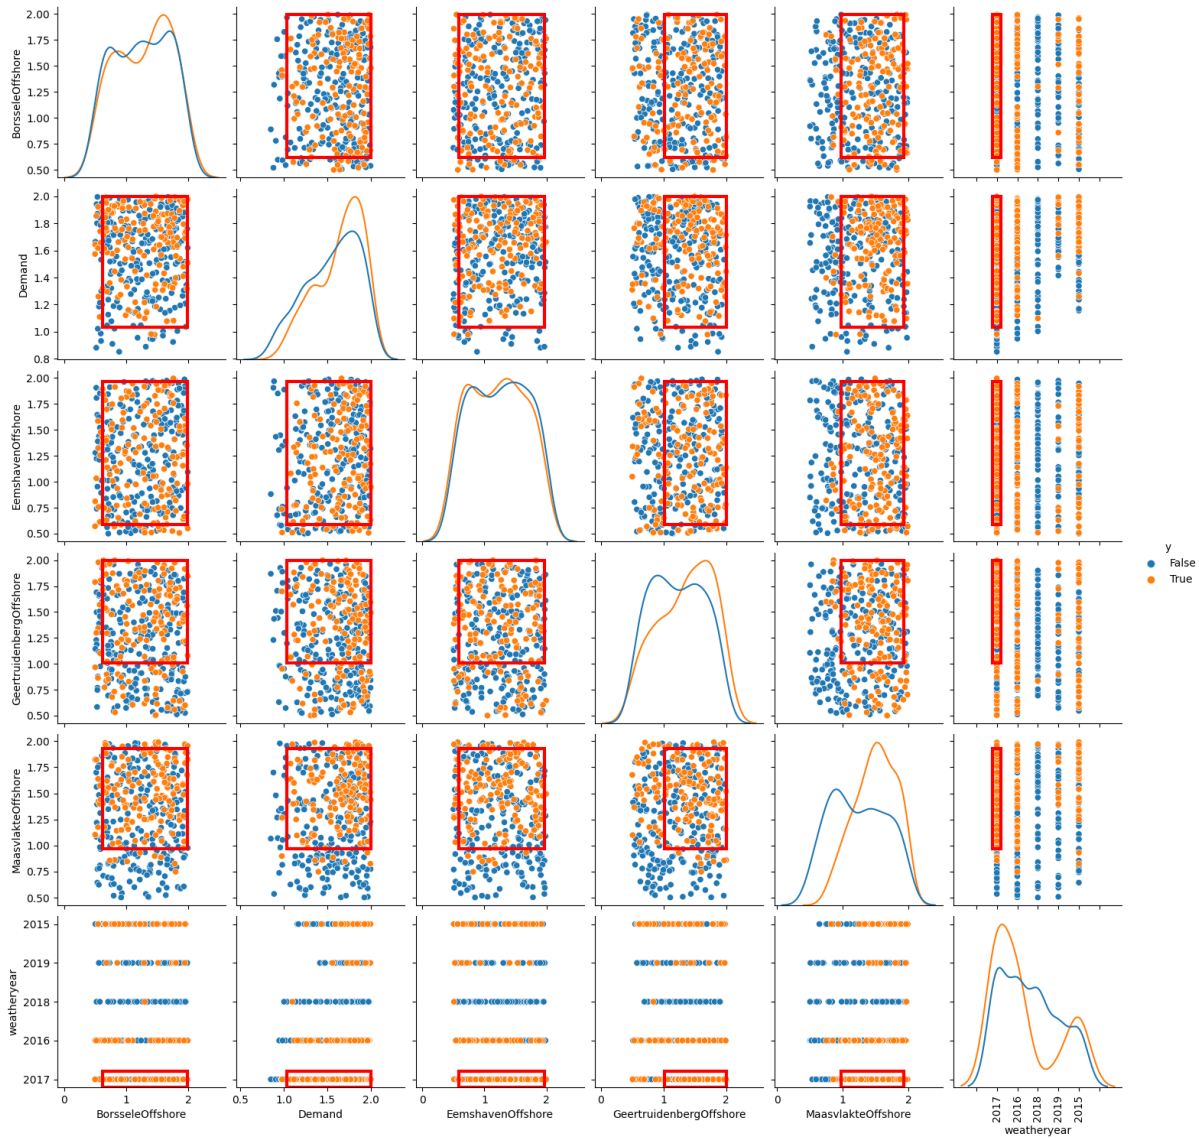 2.00
1.75
1.50
1.25
1.00
0.75
0.50
BorsseleOffshore
2.0
1.8
1.6
1.4
1.2
1.0
0.8
Demand
2.00
1.75
1.50
1.25
1.00
0.75
0.50
EemshavenOffshore
2.00
1.75
1.50
1.25
1.00
0.75
0.50
GeertruidenbergOffshore
y
False
True
2.00
1.75
1.50
1.25
1.00
0.75
0.50
MaasvlakteOffshore
2015
2019
2018
2016
2017
weatheryear
0 1 2
BorsseleOffshore
0.5 1.0 1.5 2.0
Demand
0 1 2
EemshavenOffshore
0 1 2
GeertruidenbergOffshore
0 1 2
MaasvlakteOffshore
2017 2016 2018 2019 2015
weatheryear